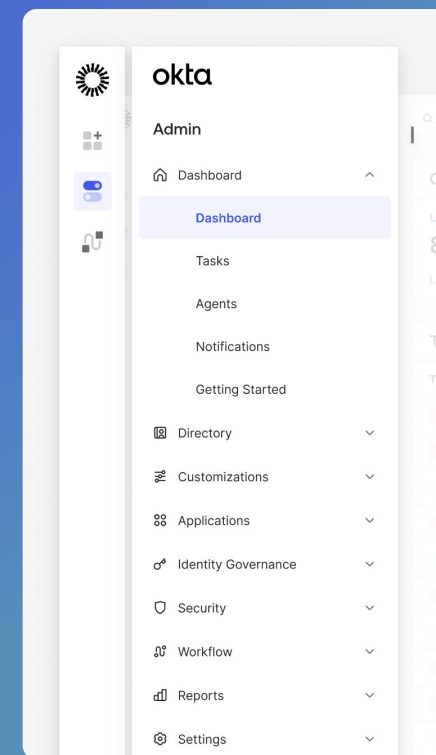 okta
Admin
Dashboard
Dashboard
Tasks
Agents
Notifications
Getting Started
Directory
Customizations
Applications
Identity Governance
Security
Workflow
Reports
Settings